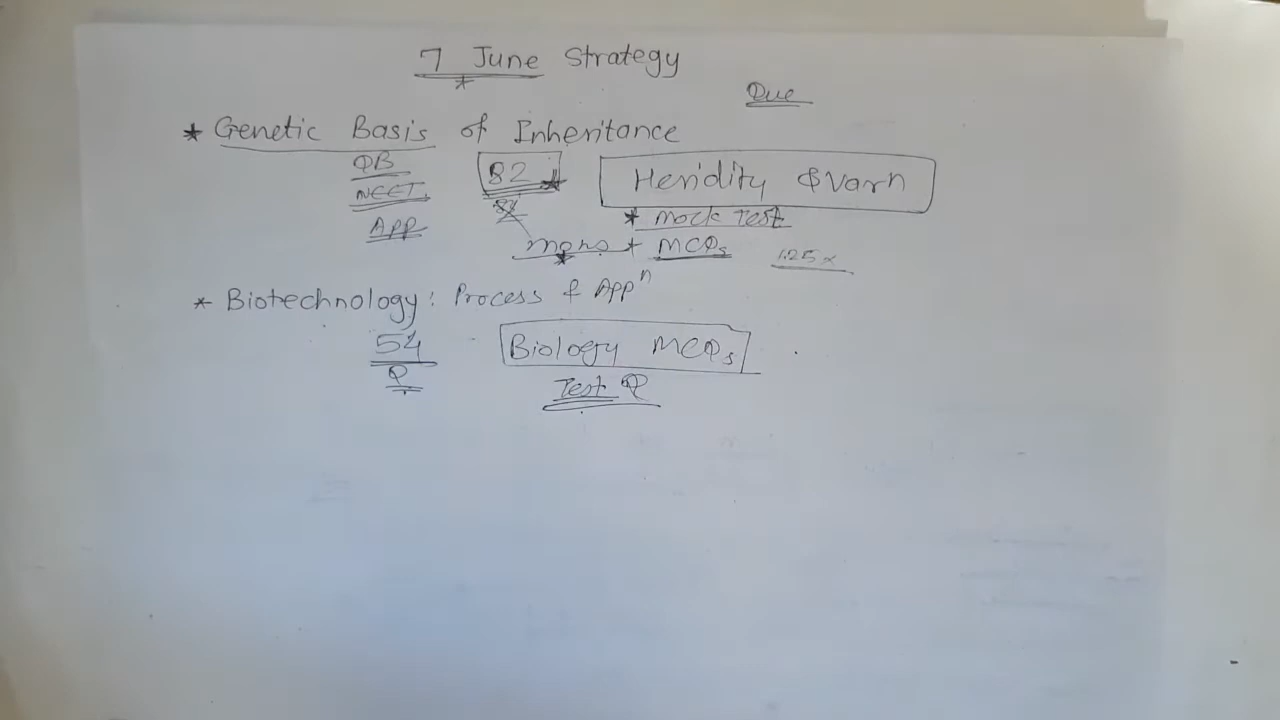 7 June Strategy
Due
* Genetic Basis of Inheritance
QB 82 Heridity & Varn
NEET
* mock Test
APP
+ MCQs 1.25x
* Biotechnology: Process & Appn
54 Biology MCQs
Q Test Q